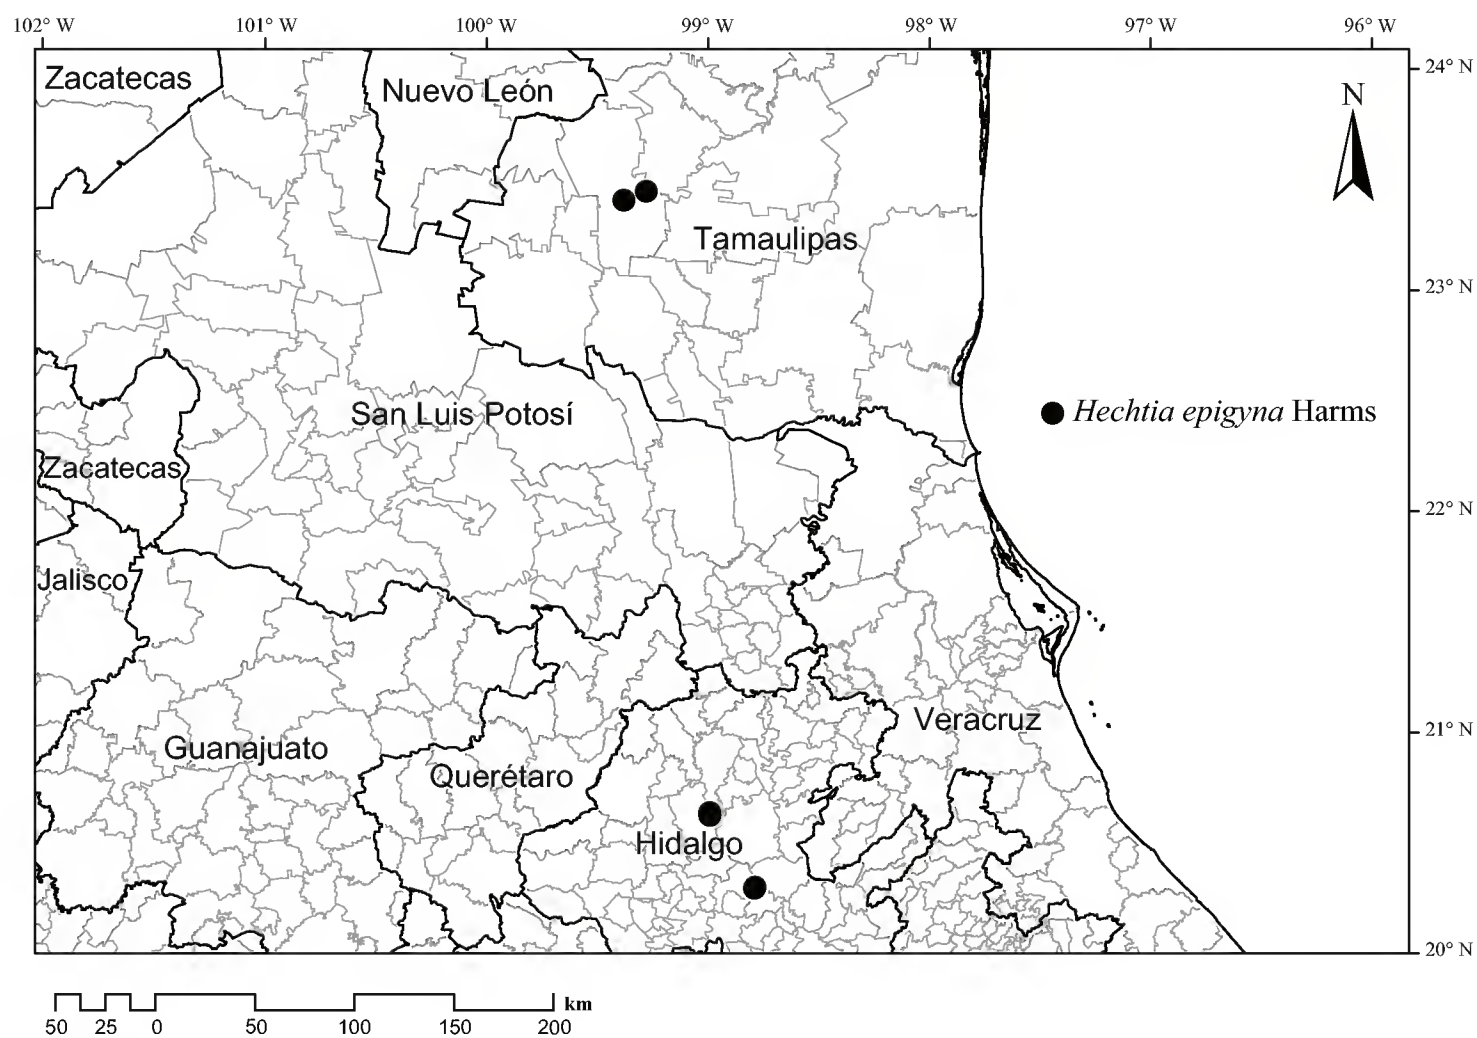 102° W 101° W 100° W 99° W 98° W 97° W 96° W
24° N
Zacatecas
Nuevo León
N
Tamaulipas
23° N
San Luis Potosí
Hechtia epigyna Harms
Zacatecas
22° N
Jalisco
21° N
Veracruz
Guanajuato
Querétaro
Hidalgo
20° N
km
50 25 0 50 100 150 200